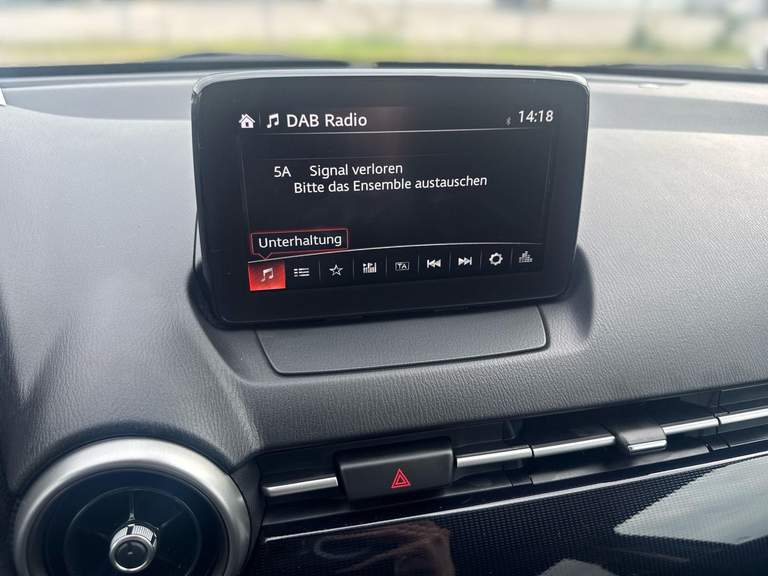 DAB Radio 14:18
5A Signal verloren
Bitte das Ensemble austauschen
Unterhaltung
TA